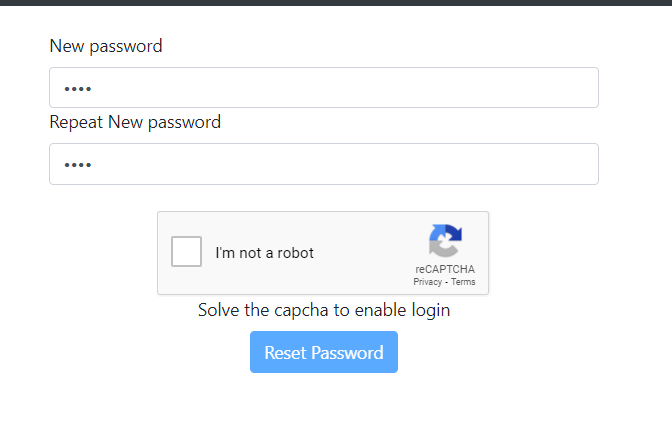 New password
••••
Repeat New password
••••
I'm not a robot
reCAPTCHA
Privacy - Terms
Solve the capcha to enable login
Reset Password